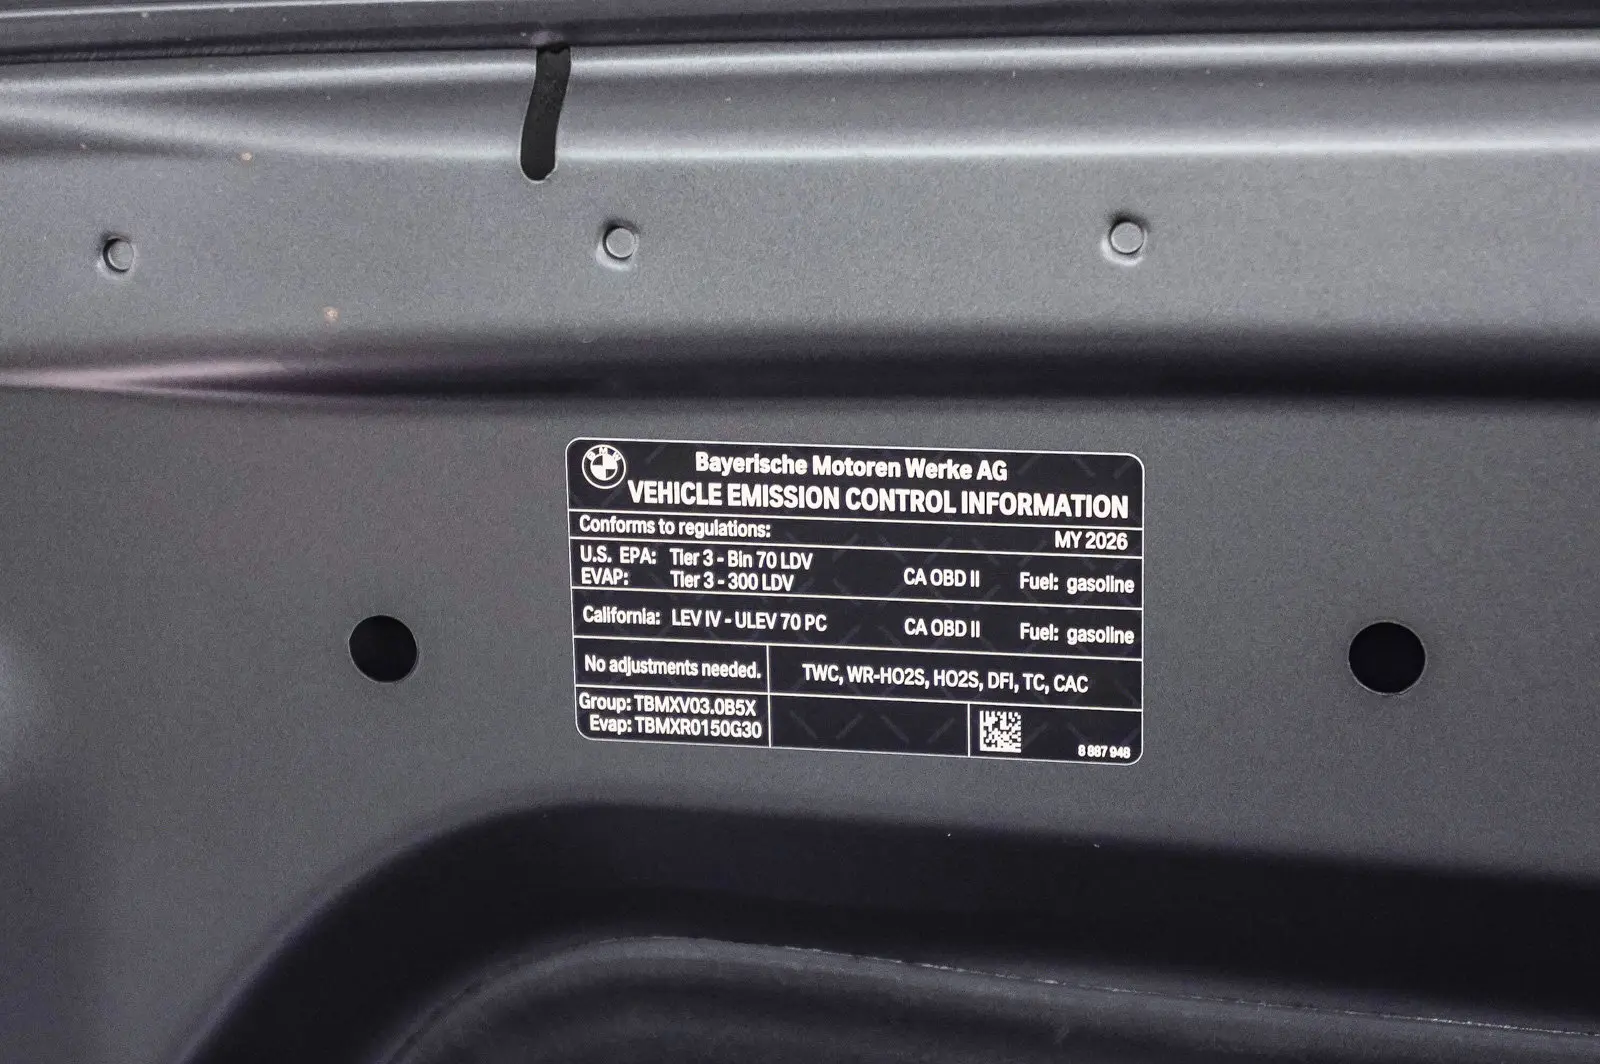 BMW
Bayerische Motoren Werke AG
VEHICLE EMISSION CONTROL INFORMATION
Conforms to regulations:
MY 2026
U.S. EPA: Tier 3 - Bin 70 LDV
EVAP: Tier 3 - 300 LDV
CA OBD II Fuel: gasoline
California: LEV IV - ULEV 70 PC CA OBD II Fuel: gasoline
No adjustments needed.
TWC, WR-HO2S, HO2S, DFI, TC, CAC
Group: TBMXV03.0B5X
Evap: TBMXR0150G30
8 887 948